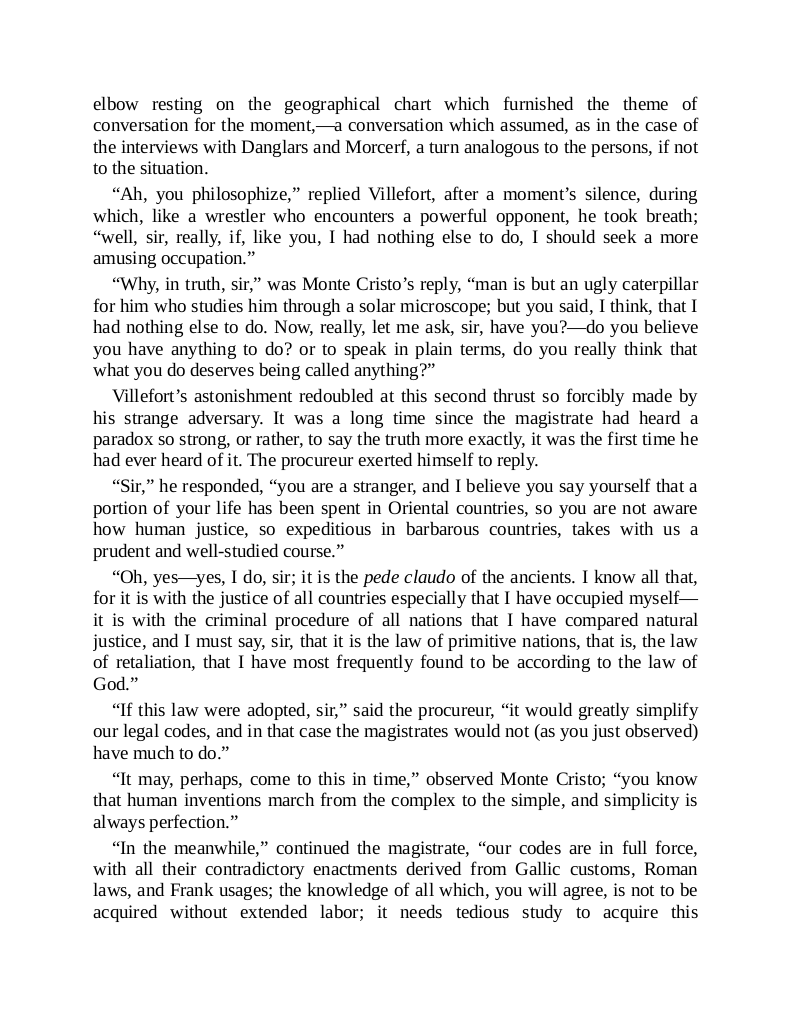 elbow resting on the geographical chart which furnished the theme of
conversation for the moment,—a conversation which assumed, as in the case of
the interviews with Danglars and Morcerf, a turn analogous to the persons, if not
to the situation.
“Ah, you philosophize,” replied Villefort, after a moment’s silence, during
which, like a wrestler who encounters a powerful opponent, he took breath;
“well, sir, really, if, like you, I had nothing else to do, I should seek a more
amusing occupation.”
“Why, in truth, sir,” was Monte Cristo’s reply, “man is but an ugly caterpillar
for him who studies him through a solar microscope; but you said, I think, that I
had nothing else to do. Now, really, let me ask, sir, have you?—do you believe
you have anything to do? or to speak in plain terms, do you really think that
what you do deserves being called anything?”
Villefort’s astonishment redoubled at this second thrust so forcibly made by
his strange adversary. It was a long time since the magistrate had heard a
paradox so strong, or rather, to say the truth more exactly, it was the first time he
had ever heard of it. The procureur exerted himself to reply.
“Sir,” he responded, “you are a stranger, and I believe you say yourself that a
portion of your life has been spent in Oriental countries, so you are not aware
how human justice, so expeditious in barbarous countries, takes with us a
prudent and well-studied course.”
“Oh, yes—yes, I do, sir; it is the pede claudo of the ancients. I know all that,
for it is with the justice of all countries especially that I have occupied myself—
it is with the criminal procedure of all nations that I have compared natural
justice, and I must say, sir, that it is the law of primitive nations, that is, the law
of retaliation, that I have most frequently found to be according to the law of
God.”
“If this law were adopted, sir,” said the procureur, “it would greatly simplify
our legal codes, and in that case the magistrates would not (as you just observed)
have much to do.”
“It may, perhaps, come to this in time,” observed Monte Cristo; “you know
that human inventions march from the complex to the simple, and simplicity is
always perfection.”
“In the meanwhile,” continued the magistrate, “our codes are in full force,
with all their contradictory enactments derived from Gallic customs, Roman
laws, and Frank usages; the knowledge of all which, you will agree, is not to be
acquired without extended labor; it needs tedious study to acquire this